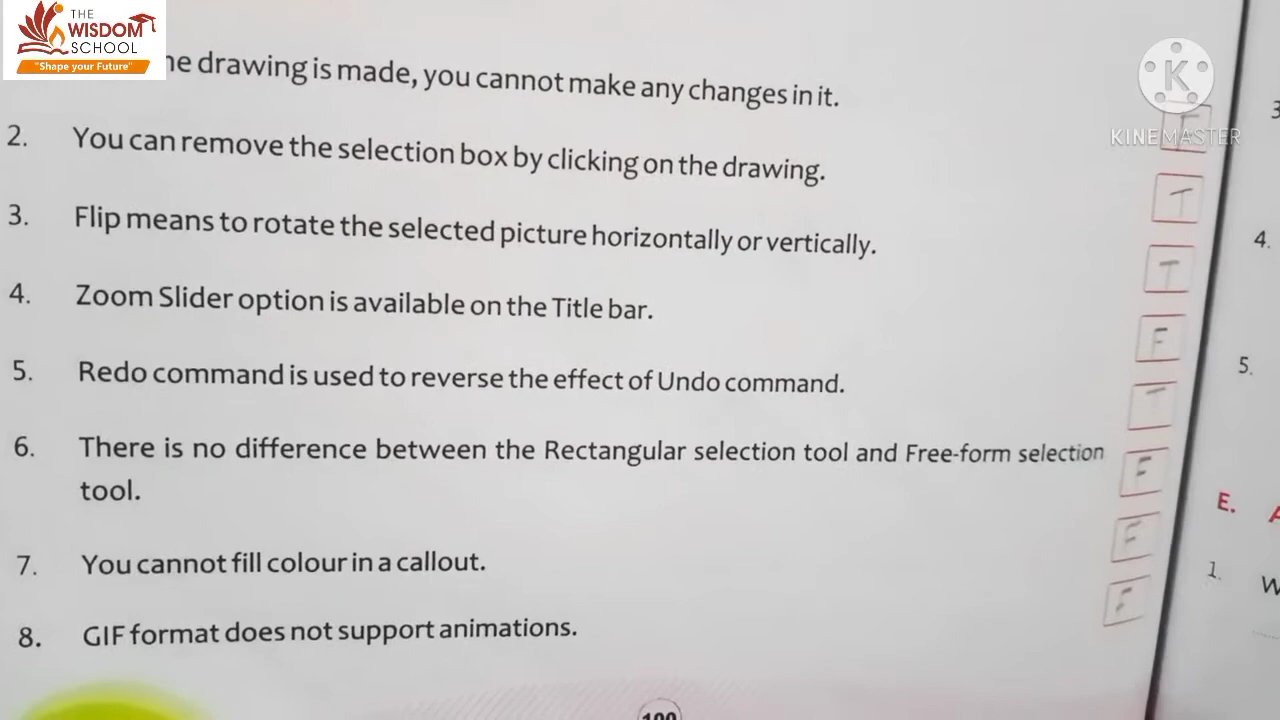 THE
WISDOM
SCHOOL
"Shape your Future"
he drawing is made, you cannot make any changes in it.
F
KINEMASTER
2. You can remove the selection box by clicking on the drawing.
T
3. Flip means to rotate the selected picture horizontally or vertically.
T
4. Zoom Slider option is available on the Title bar.
F
5. Redo command is used to reverse the effect of Undo command.
T
6. There is no difference between the Rectangular selection tool and Free-form selection
tool.
F
7. You cannot fill colour in a callout.
F
8. GIF format does not support animations.
F
100
3
4.
5.
E. A
1. W